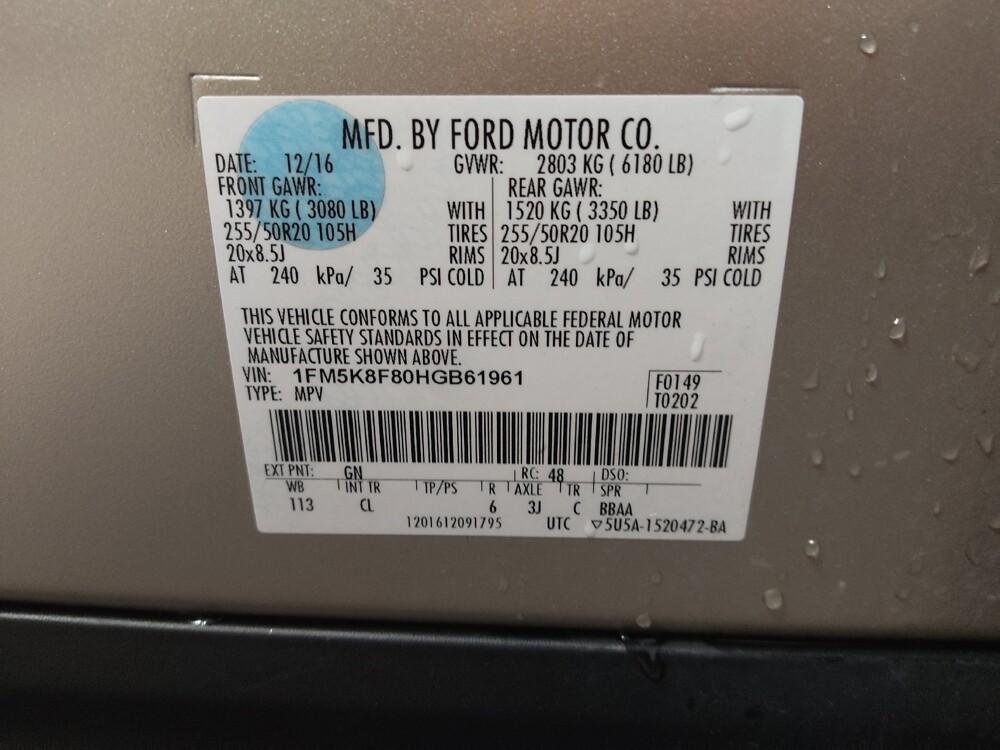 MFD. BY FORD MOTOR CO.
DATE: 12/16 GVWR: 2803 KG ( 6180 LB)
FRONT GAWR: REAR GAWR:
1397 KG ( 3080 LB) WITH 1520 KG ( 3350 LB) WITH
255/50R20 105H TIRES 255/50R20 105H TIRES
20x8.5J RIMS 20x8.5J RIMS
AT 240 kPa/ 35 PSI COLD AT 240 kPa/ 35 PSI COLD
THIS VEHICLE CONFORMS TO ALL APPLICABLE FEDERAL MOTOR
VEHICLE SAFETY STANDARDS IN EFFECT ON THE DATE OF
MANUFACTURE SHOWN ABOVE.
VIN: 1FM5K8F80HGB61961 F0149
TYPE: MPV T0202
EXT PNT: GN RC: 48 DSO:
WB INT TR TP/PS R AXLE TR SPR
113 CL 6 3J C BBAA
1201612091795 UTC ▽5U5A-1520472-BA